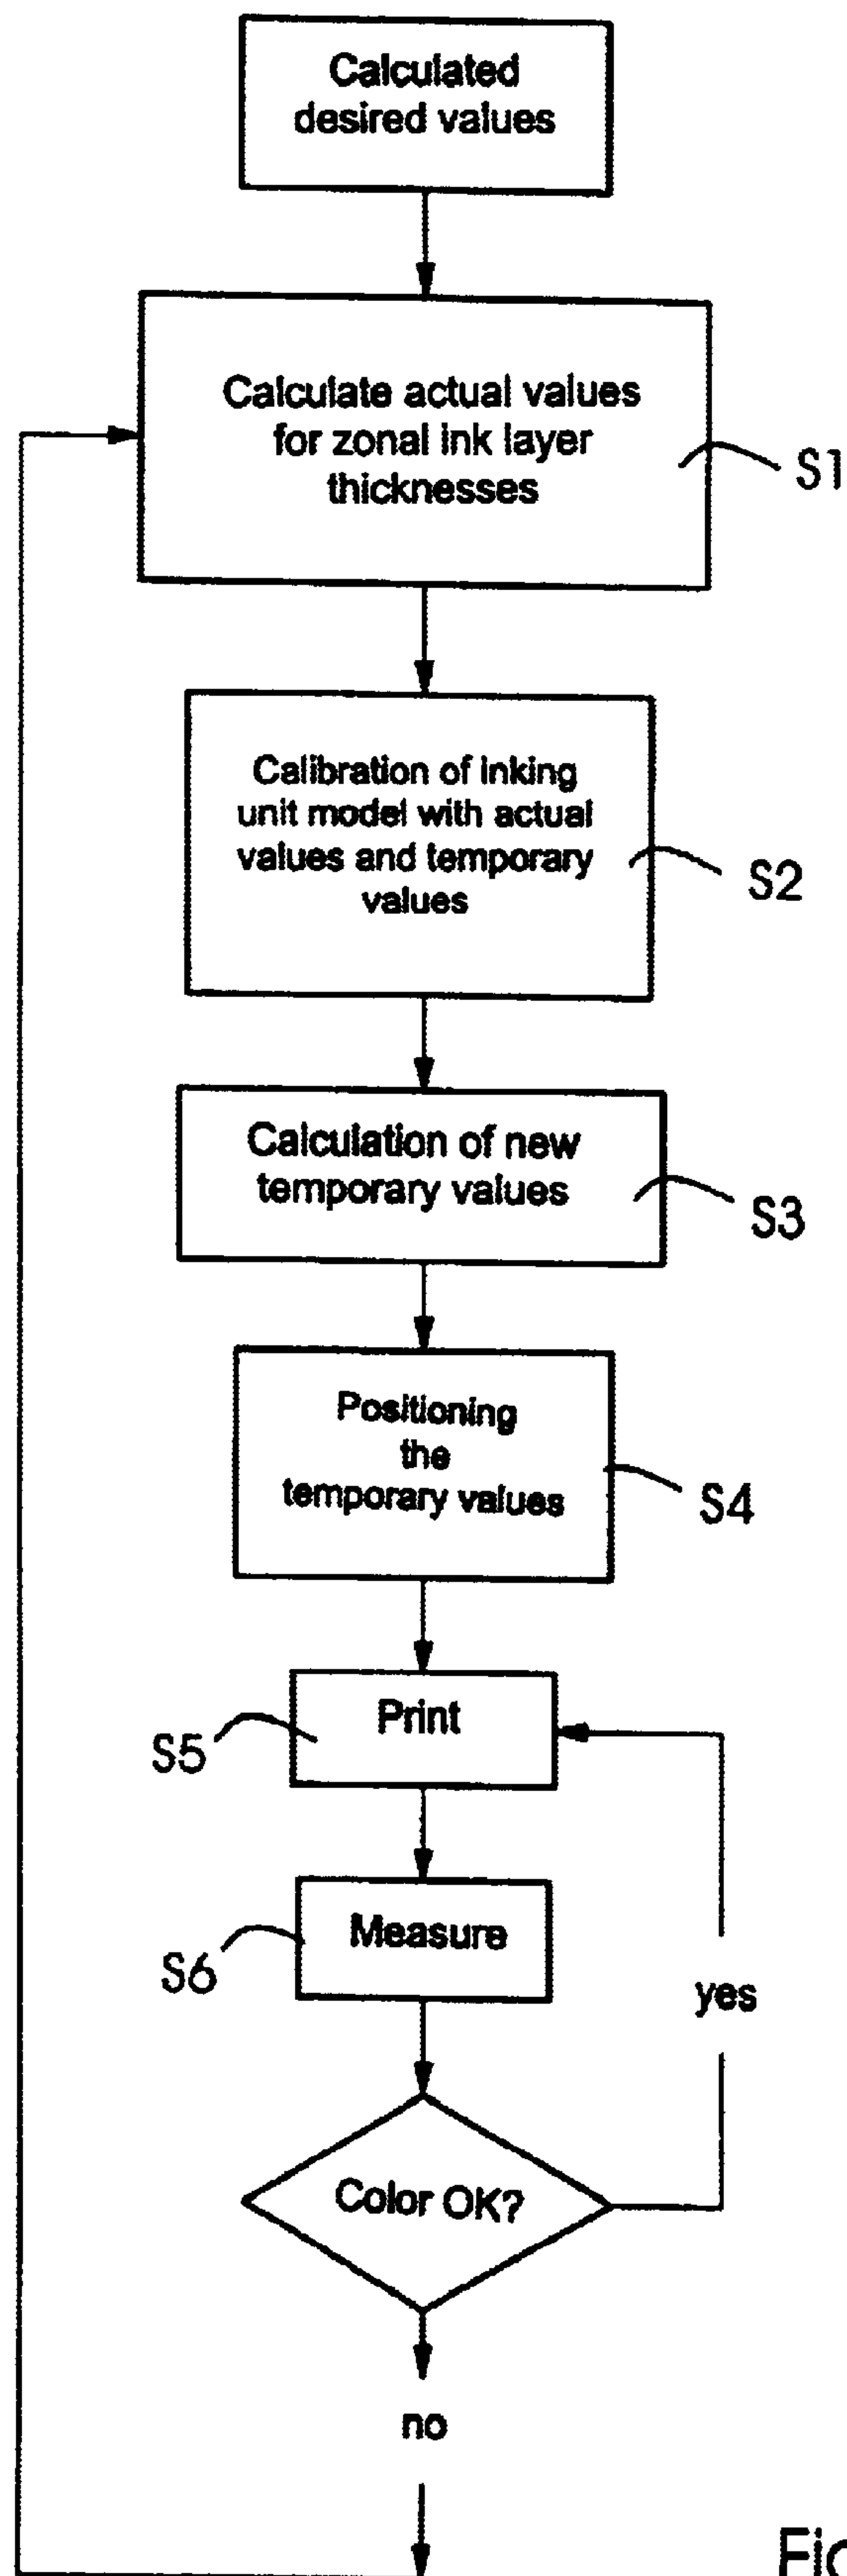 Calculated
desired values
Calculate actual values
for zonal ink layer
thicknesses
S1
Calibration of inking
unit model with actual
values and temporary
values
S2
Calculation of new
temporary values
S3
Positioning
the
temporary values
S4
Print
S5
Measure
S6
yes
Color OK?
no